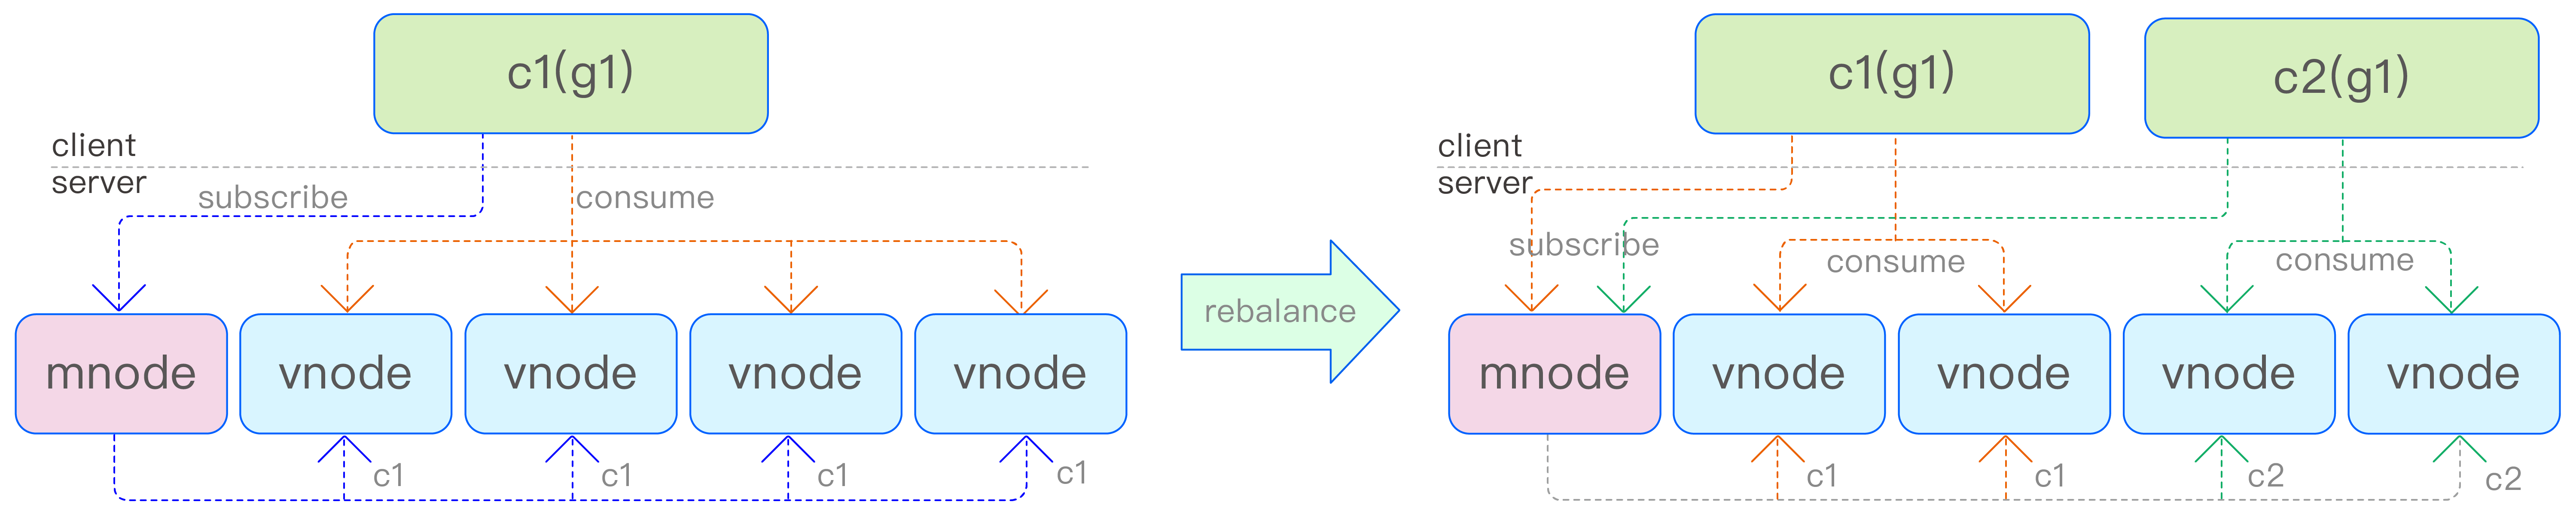 c1(g1)
client
server
subscribe
consume
mnode
vnode
vnode
vnode
vnode
c1
c1
c1
c1
rebalance
c1(g1)
c2(g1)
client
server
subscribe
consume
consume
mnode
vnode
vnode
vnode
vnode
c1
c1
c2
c2